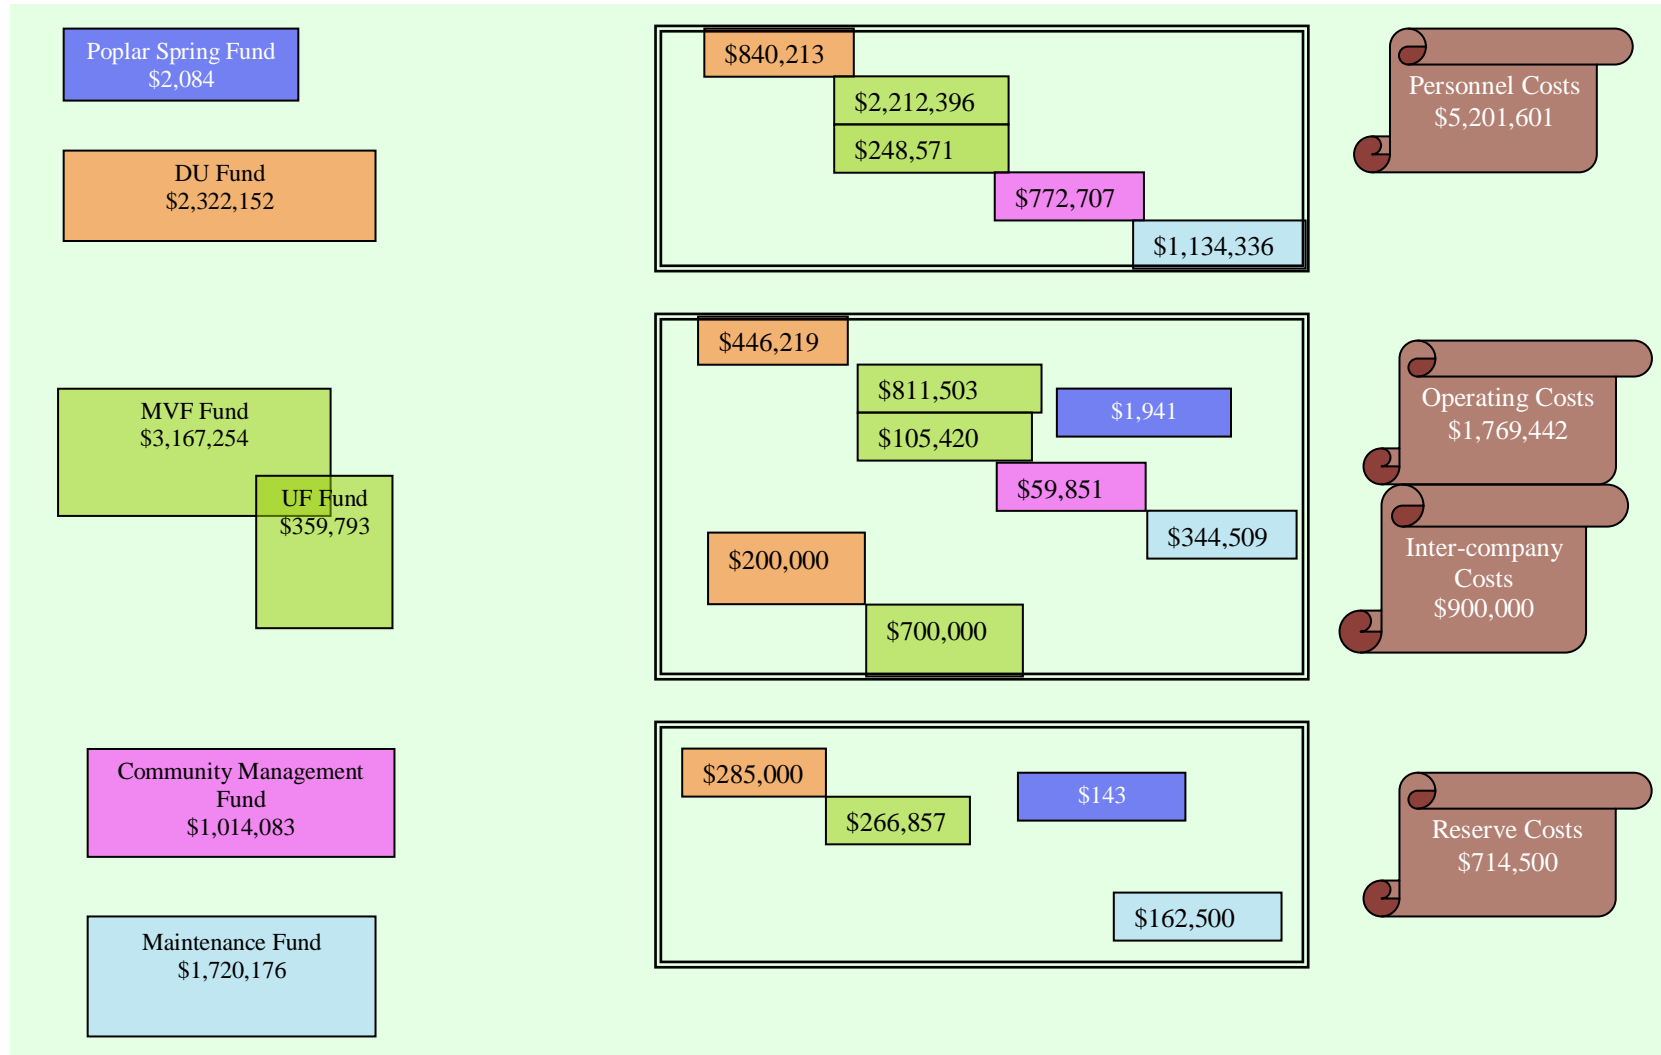 Poplar Spring Fund
$2,084
DU Fund
$2,322,152
MVF Fund
$3,167,254
UF Fund
$359,793
Community Management
Fund
$1,014,083
Maintenance Fund
$1,720,176
$840,213
$2,212,396
$248,571
$772,707
$1,134,336
$446,219
$811,503
$1,941
$105,420
$59,851
$344,509
$200,000
$700,000
$285,000
$143
$266,857
$162,500
Personnel Costs
$5,201,601
Operating Costs
$1,769,442
Inter-company
Costs
$900,000
Reserve Costs
$714,500